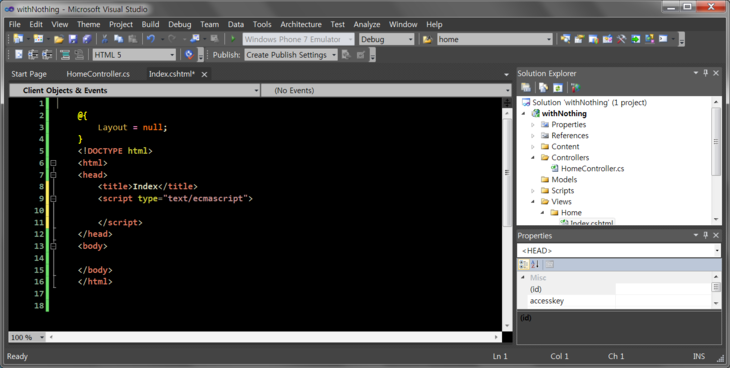 withNothing - Microsoft Visual Studio
File Edit View Theme Project Build Debug Team Data Tools Architecture Test Analyze Window Help
Windows Phone 7 Emulator Debug home
HTML 5 Publish: Create Publish Settings
Start Page HomeController.cs Index.cshtml* ×
Client Objects & Events (No Events)
1
2 @{
3 Layout = null;
4 }
5 <!DOCTYPE html>
6 <html>
7 <head>
8 <title>Index</title>
9 <script type="text/ecmascript">
10
11 </script>
12 </head>
13 <body>
14
15 </body>
16 </html>
17
18
100 %
Solution Explorer
Solution 'withNothing' (1 project)
withNothing
Properties
References
Content
Controllers
HomeController.cs
Models
Scripts
Views
Home
Index.cshtml
Properties
<HEAD>
Misc
(id)
accesskey
(id)
Ready Ln 1 Col 1 Ch 1 INS